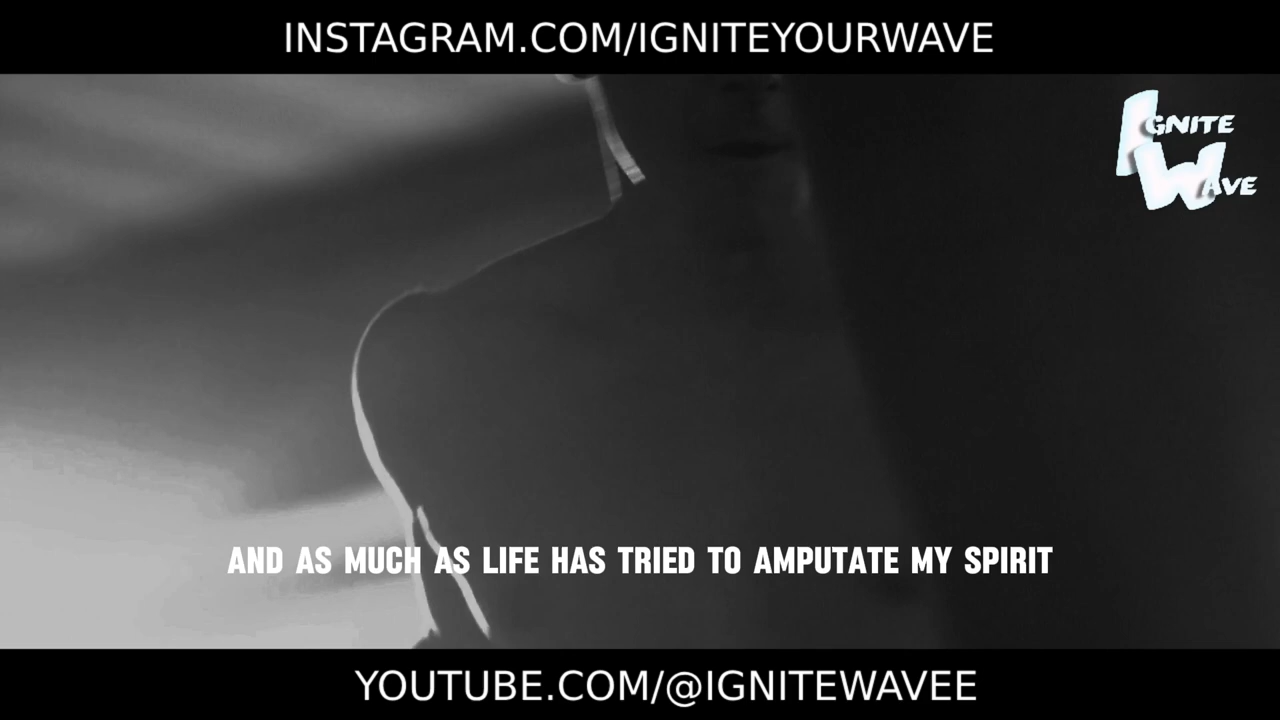 INSTAGRAM.COM/IGNITEYOURWAVE
IGNITE
WAVE
AND AS MUCH AS LIFE HAS TRIED TO AMPUTATE MY SPIRIT
YOUTUBE.COM/@IGNITEWAVEE